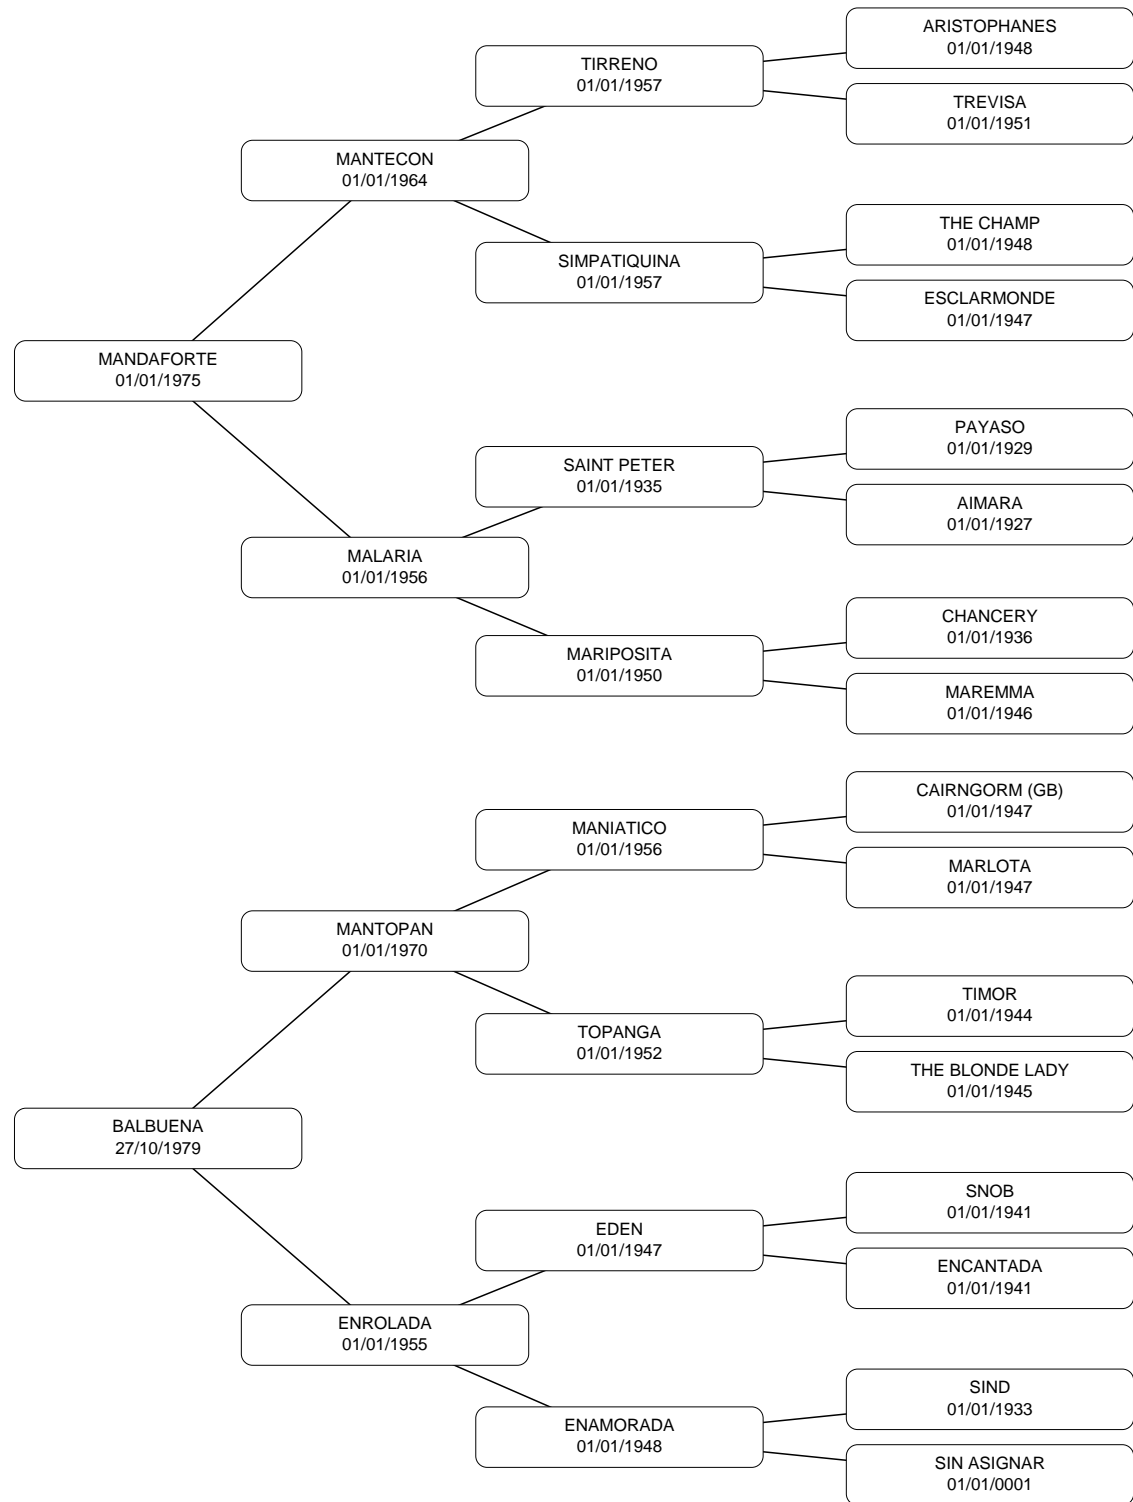 ARISTOPHANES
01/01/1948
TIRRENO
01/01/1957
TREVISA
01/01/1951
MANTECON
01/01/1964
THE CHAMP
01/01/1948
SIMPATIQUINA
01/01/1957
ESCLARMONDE
01/01/1947
MANDAFORTE
01/01/1975
PAYASO
01/01/1929
SAINT PETER
01/01/1935
AIMARA
01/01/1927
MALARIA
01/01/1956
CHANCERY
01/01/1936
MARIPOSITA
01/01/1950
MAREMMA
01/01/1946
CAIRNGORM (GB)
01/01/1947
MANIATICO
01/01/1956
MARLOTA
01/01/1947
MANTOPAN
01/01/1970
TIMOR
01/01/1944
TOPANGA
01/01/1952
THE BLONDE LADY
01/01/1945
BALBUENA
27/10/1979
SNOB
01/01/1941
EDEN
01/01/1947
ENCANTADA
01/01/1941
ENROLADA
01/01/1955
SIND
01/01/1933
ENAMORADA
01/01/1948
SIN ASIGNAR
01/01/0001